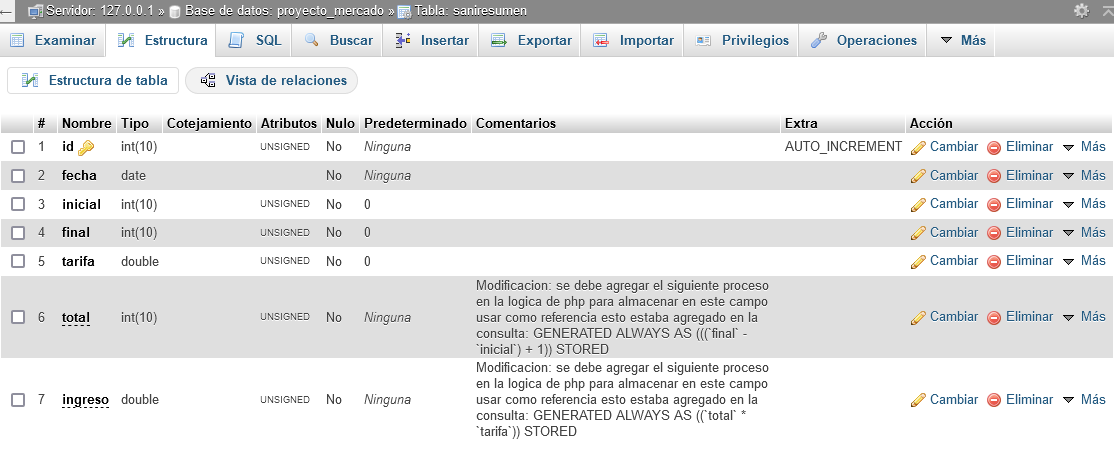 Servidor: 127.0.0.1 » Base de datos: proyecto_mercado » Tabla: saniresumen
Examinar Estructura SQL Buscar Insertar Exportar Importar Privilegios Operaciones Más
Estructura de tabla Vista de relaciones
# Nombre Tipo Cotejamiento Atributos Nulo Predeterminado Comentarios Extra Acción
1 id int(10) UNSIGNED No Ninguna AUTO_INCREMENT Cambiar Eliminar Más
2 fecha date No Ninguna Cambiar Eliminar Más
3 inicial int(10) UNSIGNED No 0 Cambiar Eliminar Más
4 final int(10) UNSIGNED No 0 Cambiar Eliminar Más
5 tarifa double UNSIGNED No 0 Cambiar Eliminar Más
6 total int(10) UNSIGNED No Ninguna Cambiar Eliminar Más
Modificacion: se debe agregar el siguiente proceso
en la logica de php para almacenar en este campo
usar como referencia esto estaba agregado en la
consulta: GENERATED ALWAYS AS (((`final` -
`inicial`) + 1)) STORED
7 ingreso double UNSIGNED No Ninguna Cambiar Eliminar Más
Modificacion: se debe agregar el siguiente proceso
en la logica de php para almacenar en este campo
usar como referencia esto estaba agregado en la
consulta: GENERATED ALWAYS AS ((`total` *
`tarifa`)) STORED